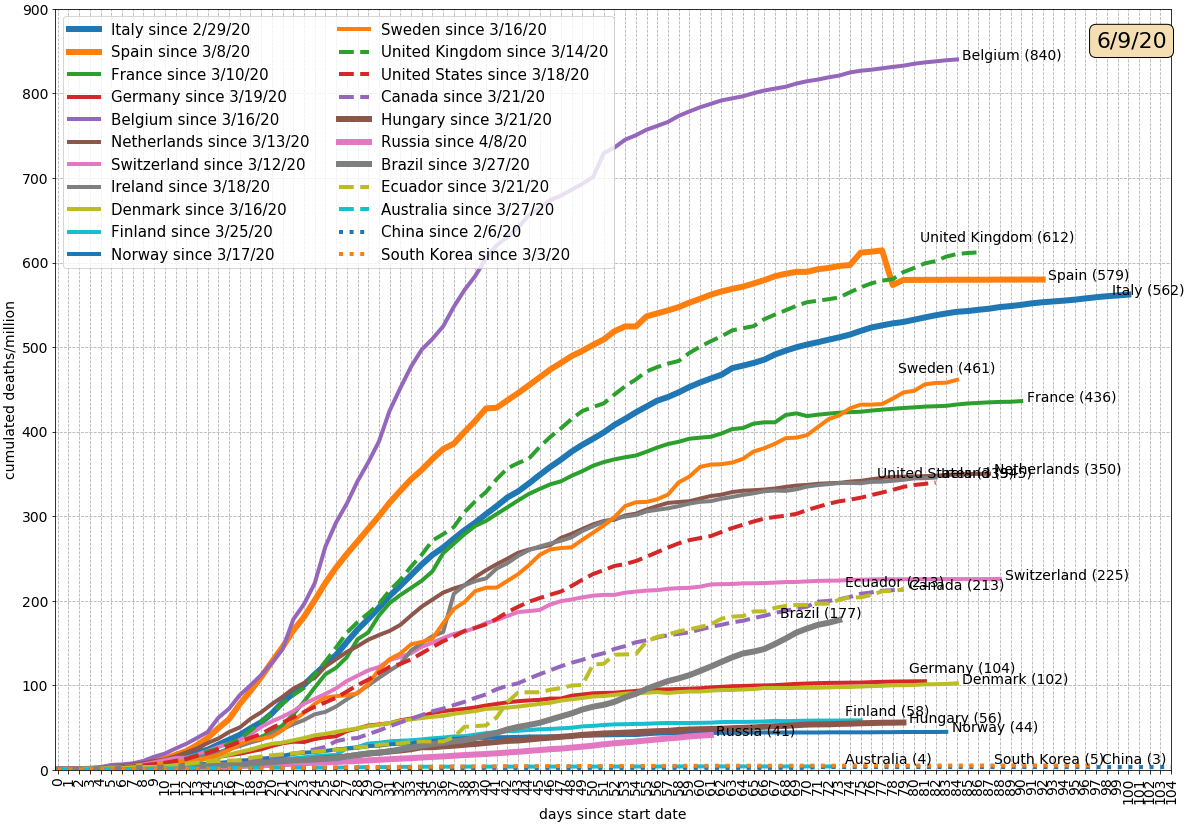 900
800
700
600
500
400
300
200
100
0
cumulated deaths/million
Italy since 2/29/20
Spain since 3/8/20
France since 3/10/20
Germany since 3/19/20
Belgium since 3/16/20
Netherlands since 3/13/20
Switzerland since 3/12/20
Ireland since 3/18/20
Denmark since 3/16/20
Finland since 3/25/20
Norway since 3/17/20
Sweden since 3/16/20
United Kingdom since 3/14/20
United States since 3/18/20
Canada since 3/21/20
Hungary since 3/21/20
Russia since 4/8/20
Brazil since 3/27/20
Ecuador since 3/21/20
Australia since 3/27/20
China since 2/6/20
South Korea since 3/3/20
6/9/20
Belgium (840)
United Kingdom (612)
Spain (579)
Italy (562)
Sweden (461)
France (436)
United States
Netherlands (350)
Switzerland (225)
Ecuador (213)
Canada (213)
Brazil (177)
Germany (104)
Denmark (102)
Finland (58)
Hungary (56)
Norway (44)
Russia (41)
Australia (4)
South Korea (5)
China (3)
0 1 2 3 4 5 6 7 8 9 10 11 12 13 14 15 16 17 18 19 20 21 22 23 24 25 26 27 28 29 30 31 32 33 34 35 36 37 38 39 40 41 42 43 44 45 46 47 48 49 50 51 52 53 54 55 56 57 58 59 60 61 62 63 64 65 66 67 68 69 70 71 72 73 74 75 76 77 78 79 80 81 82 83 84 85 86 87 88 89 90 91 92 93 94 95 96 97 98 99 100 101 102 103 104
days since start date